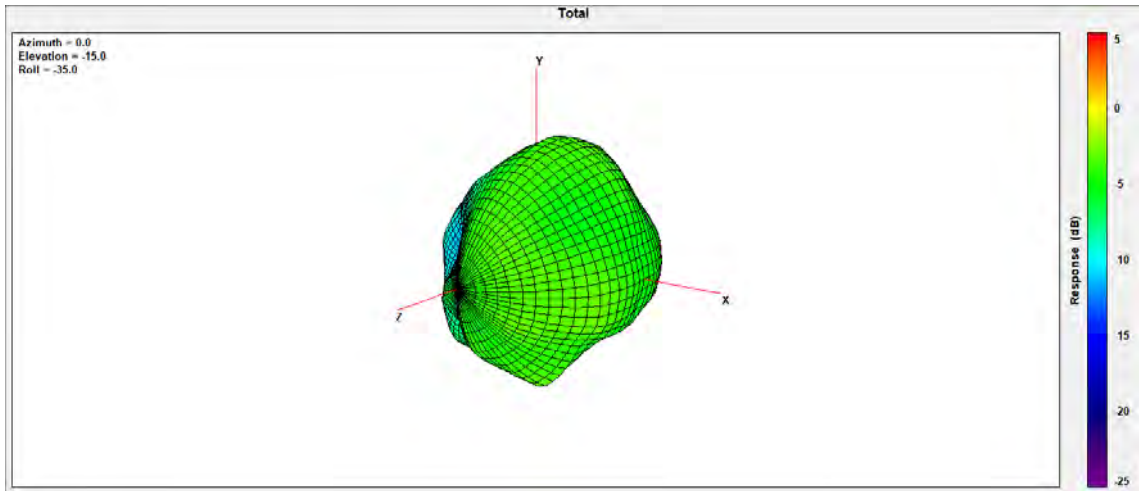 Total
Azimuth = 0.0
Elevation = -15.0
Roll = -35.0
Y
X
Z
5
0
-5
-10
-15
-20
-25
Response (dB)